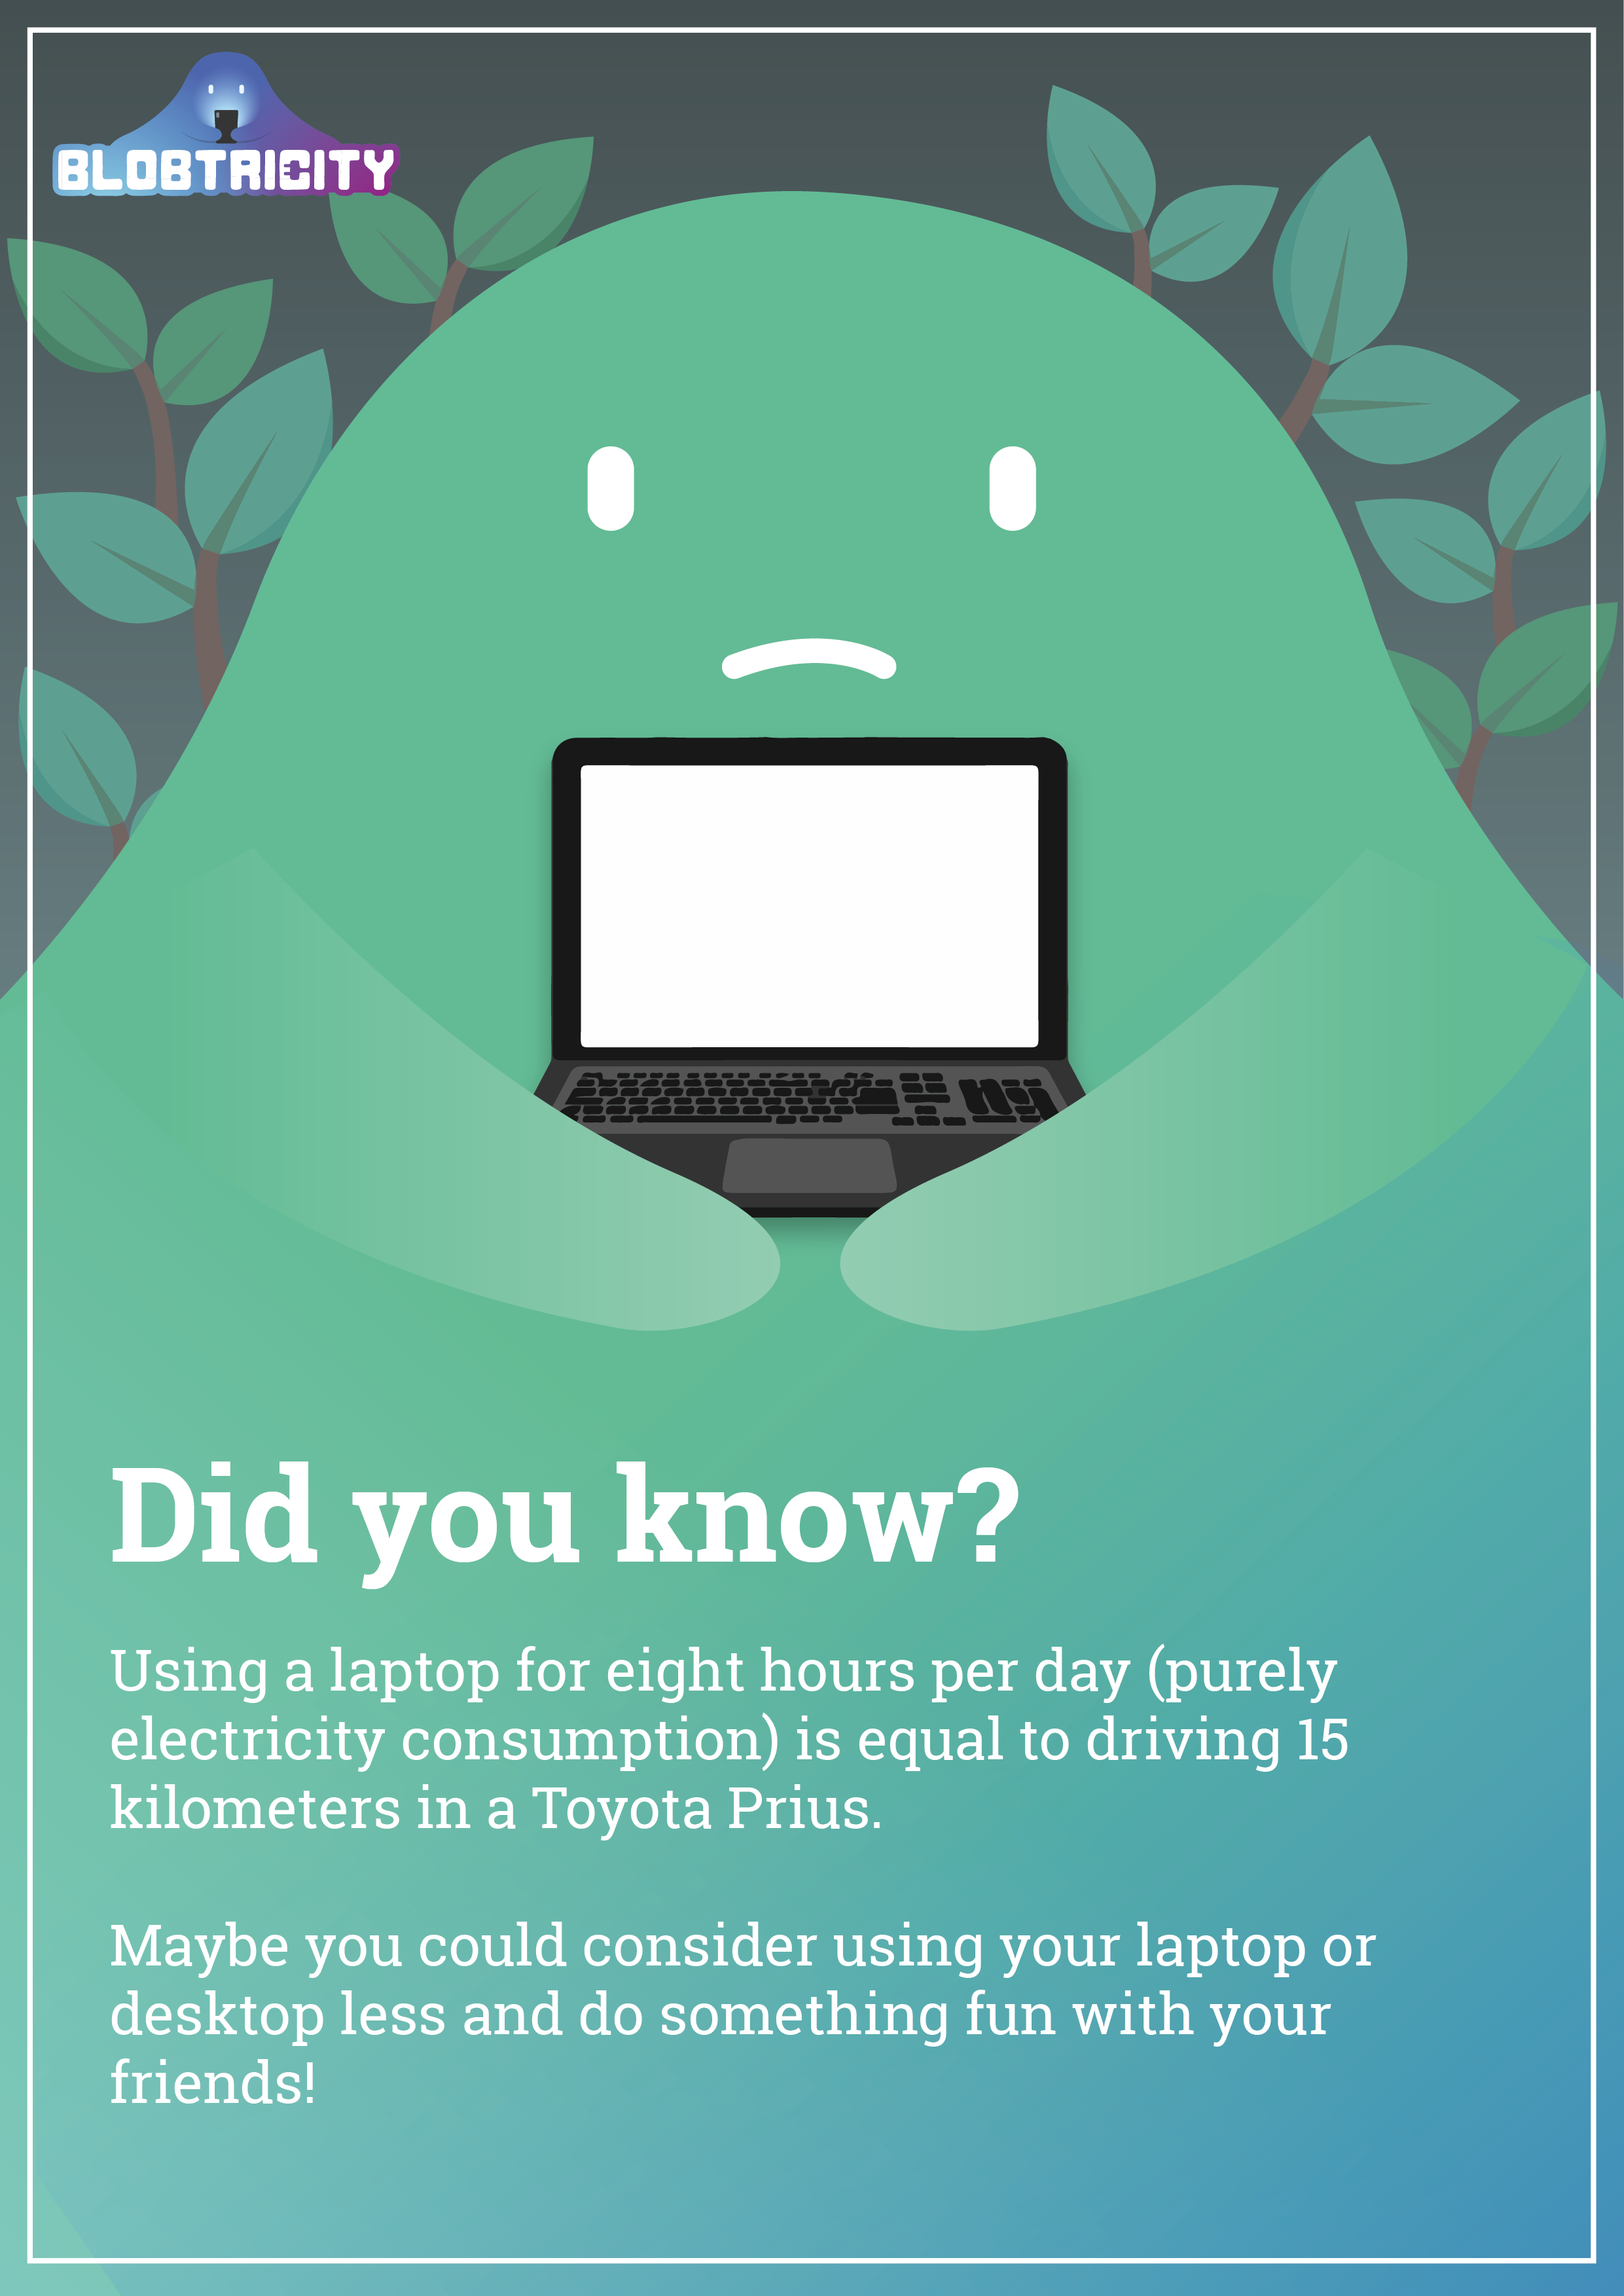 BLOBTRICITY
Did you know?
Using a laptop for eight hours per day (purely
electricity consumption) is equal to driving 15
kilometers in a Toyota Prius.
Maybe you could consider using your laptop or
desktop less and do something fun with your
friends!